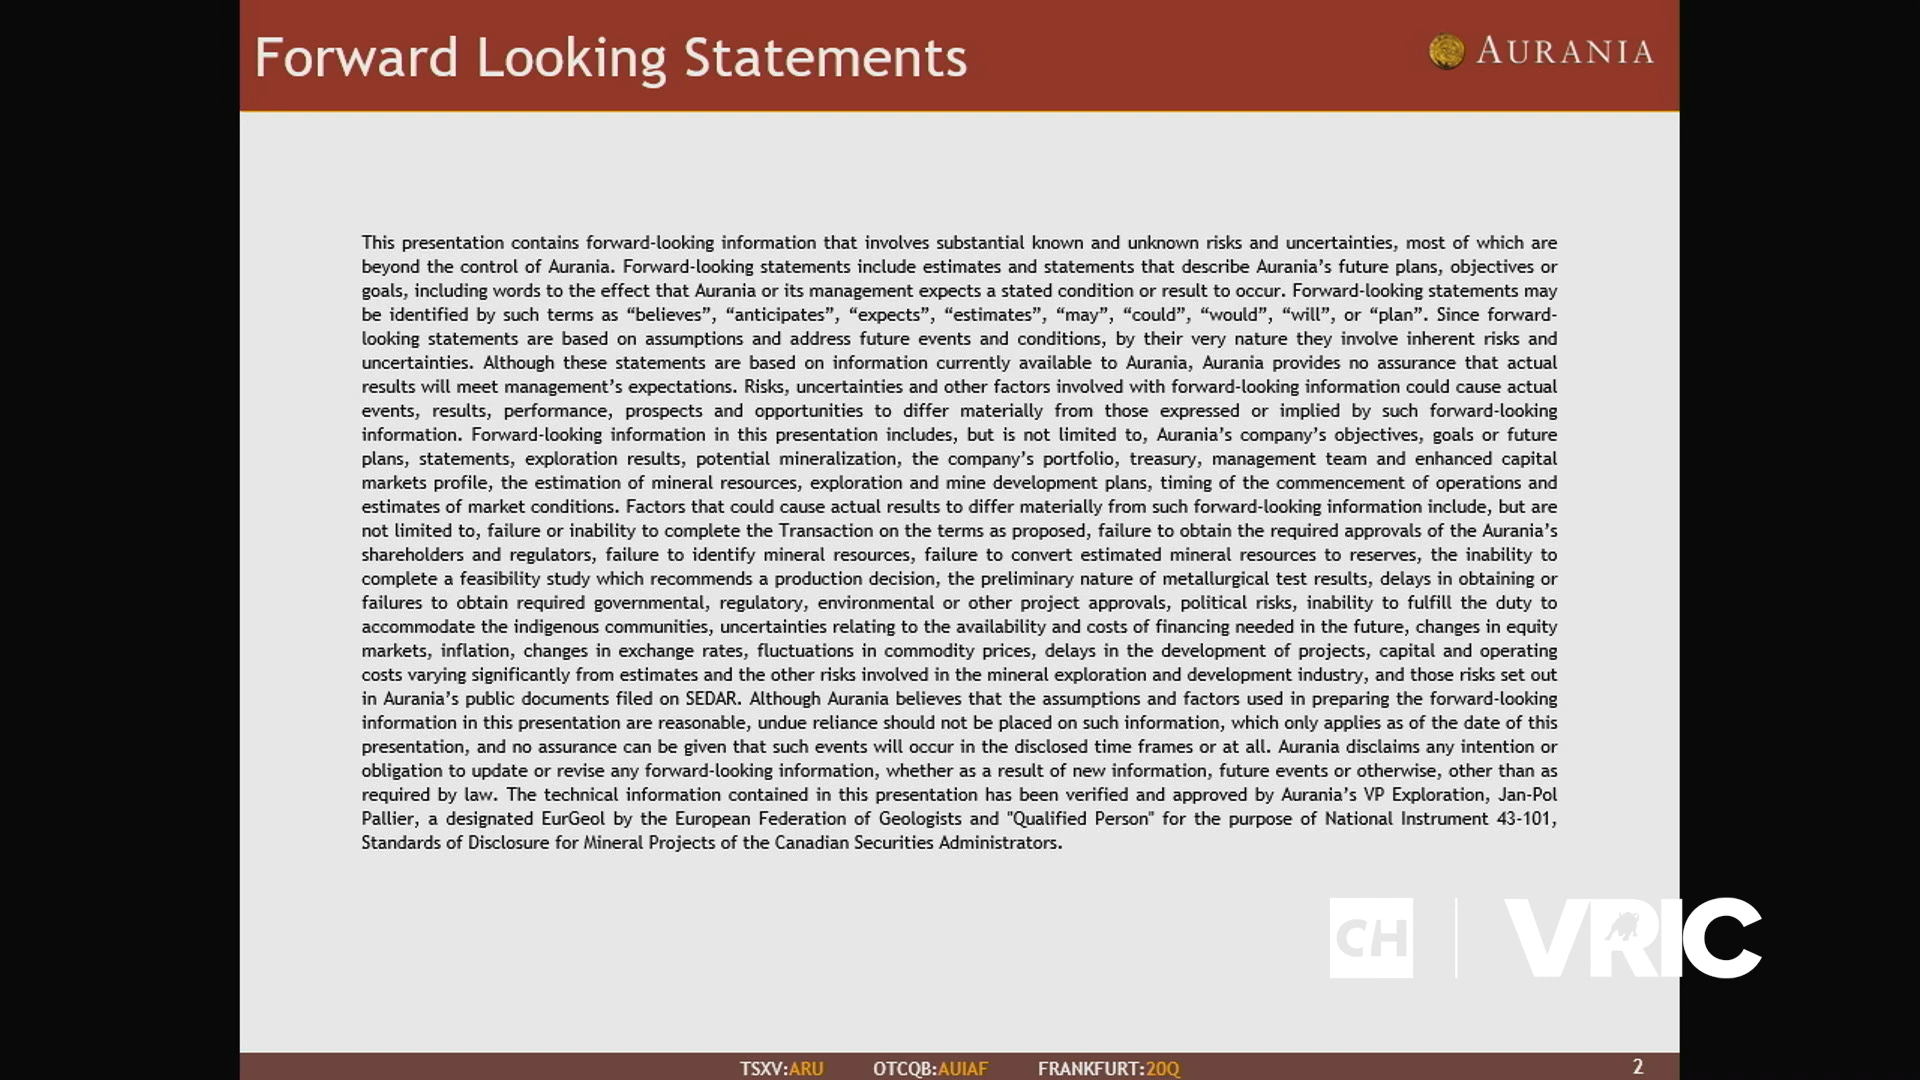 Forward Looking Statements
AURANIA
This presentation contains forward-looking information that involves substantial known and unknown risks and uncertainties, most of which are
beyond the control of Aurania. Forward-looking statements include estimates and statements that describe Aurania’s future plans, objectives or
goals, including words to the effect that Aurania or its management expects a stated condition or result to occur. Forward-looking statements may
be identified by such terms as “believes”, “anticipates”, “expects”, “estimates”, “may”, “could”, “would”, “will”, or “plan”. Since forward-
looking statements are based on assumptions and address future events and conditions, by their very nature they involve inherent risks and
uncertainties. Although these statements are based on information currently available to Aurania, Aurania provides no assurance that actual
results will meet management’s expectations. Risks, uncertainties and other factors involved with forward-looking information could cause actual
events, results, performance, prospects and opportunities to differ materially from those expressed or implied by such forward-looking
information. Forward-looking information in this presentation includes, but is not limited to, Aurania’s company’s objectives, goals or future
plans, statements, exploration results, potential mineralization, the company’s portfolio, treasury, management team and enhanced capital
markets profile, the estimation of mineral resources, exploration and mine development plans, timing of the commencement of operations and
estimates of market conditions. Factors that could cause actual results to differ materially from such forward-looking information include, but are
not limited to, failure or inability to complete the Transaction on the terms as proposed, failure to obtain the required approvals of the Aurania’s
shareholders and regulators, failure to identify mineral resources, failure to convert estimated mineral resources to reserves, the inability to
complete a feasibility study which recommends a production decision, the preliminary nature of metallurgical test results, delays in obtaining or
failures to obtain required governmental, regulatory, environmental or other project approvals, political risks, inability to fulfill the duty to
accommodate the indigenous communities, uncertainties relating to the availability and costs of financing needed in the future, changes in equity
markets, inflation, changes in exchange rates, fluctuations in commodity prices, delays in the development of projects, capital and operating
costs varying significantly from estimates and the other risks involved in the mineral exploration and development industry, and those risks set out
in Aurania’s public documents filed on SEDAR. Although Aurania believes that the assumptions and factors used in preparing the forward-looking
information in this presentation are reasonable, undue reliance should not be placed on such information, which only applies as of the date of this
presentation, and no assurance can be given that such events will occur in the disclosed time frames or at all. Aurania disclaims any intention or
obligation to update or revise any forward-looking information, whether as a result of new information, future events or otherwise, other than as
required by law. The technical information contained in this presentation has been verified and approved by Aurania’s VP Exploration, Jan-Pol
Pallier, a designated EurGeol by the European Federation of Geologists and "Qualified Person" for the purpose of National Instrument 43-101,
Standards of Disclosure for Mineral Projects of the Canadian Securities Administrators.
CH
VRIC
TSXV:ARU OTCQB:AUIAF FRANKFURT:20Q
2